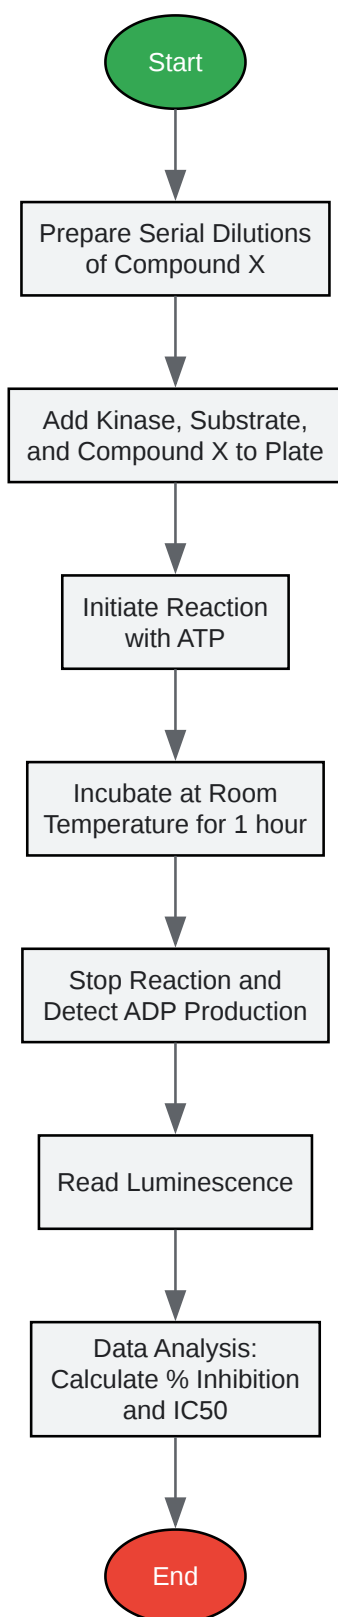 Start
Prepare Serial Dilutions
of Compound X
Add Kinase, Substrate,
and Compound X to Plate
Initiate Reaction
with ATP
Incubate at Room
Temperature for 1 hour
Stop Reaction and
Detect ADP Production
Read Luminescence
Data Analysis:
Calculate % Inhibition
and IC50
End